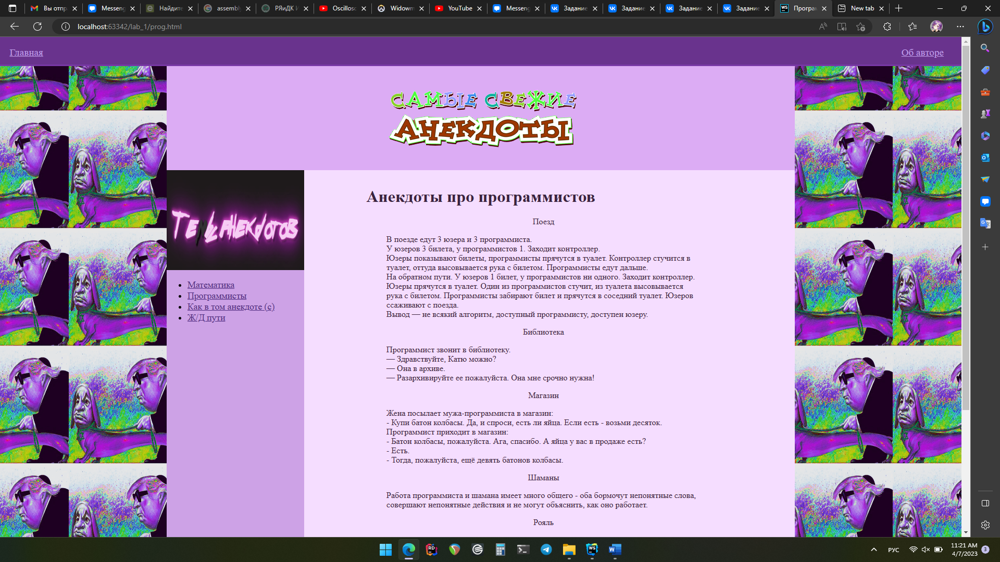 Вы отпра
Messeng
Найдите
assembly
РЯиДК И
Oscillosc
Widowm
YouTube
Messeng
Задание
Задание
Задание
Задание
Програм
New tab
localhost:63342/lab_1/prog.html
Главная
Об авторе
САМЫЕ СВЕЖИЕ
АНЕКДОТЫ
Тень анекдотов
Математика
Программисты
Как в том анекдоте (с)
Ж/Д пути
Анекдоты про программистов
Поезд
В поезде едут 3 юзера и 3 программиста.
У юзеров 3 билета, у программистов 1. Заходит контроллер.
Юзеры показывают билеты, программисты прячутся в туалет. Контроллер стучится в
туалет, оттуда высовывается рука с билетом. Программисты едут дальше.
На обратном пути. У юзеров 1 билет, у программистов ни одного. Заходит контроллер.
Юзеры прячутся в туалет. Один из программистов стучит, из туалета высовывается
рука с билетом. Программисты забирают билет и прячутся в соседний туалет. Юзеров
ссаживают с поезда.
Вывод — не всякий алгоритм, доступный программисту, доступен юзеру.
Библиотека
Программист звонит в библиотеку.
— Здравствуйте, Катю можно?
— Она в архиве.
— Разархивируйте ее пожалуйста. Она мне срочно нужна!
Магазин
Жена посылает мужа-программиста в магазин:
- Купи батон колбасы. Да, и спроси, есть ли яйца. Если есть - возьми десяток.
Программист приходит в магазин:
- Батон колбасы, пожалуйста. Ага, спасибо. А яйца у вас в продаже есть?
- Есть.
- Тогда, пожалуйста, ещё девять батонов колбасы.
Шаманы
Работа программиста и шамана имеет много общего - оба бормочут непонятные слова,
совершают непонятные действия и не могут объяснить, как оно работает.
Рояль
РУС
11:21 AM
4/7/2023
3